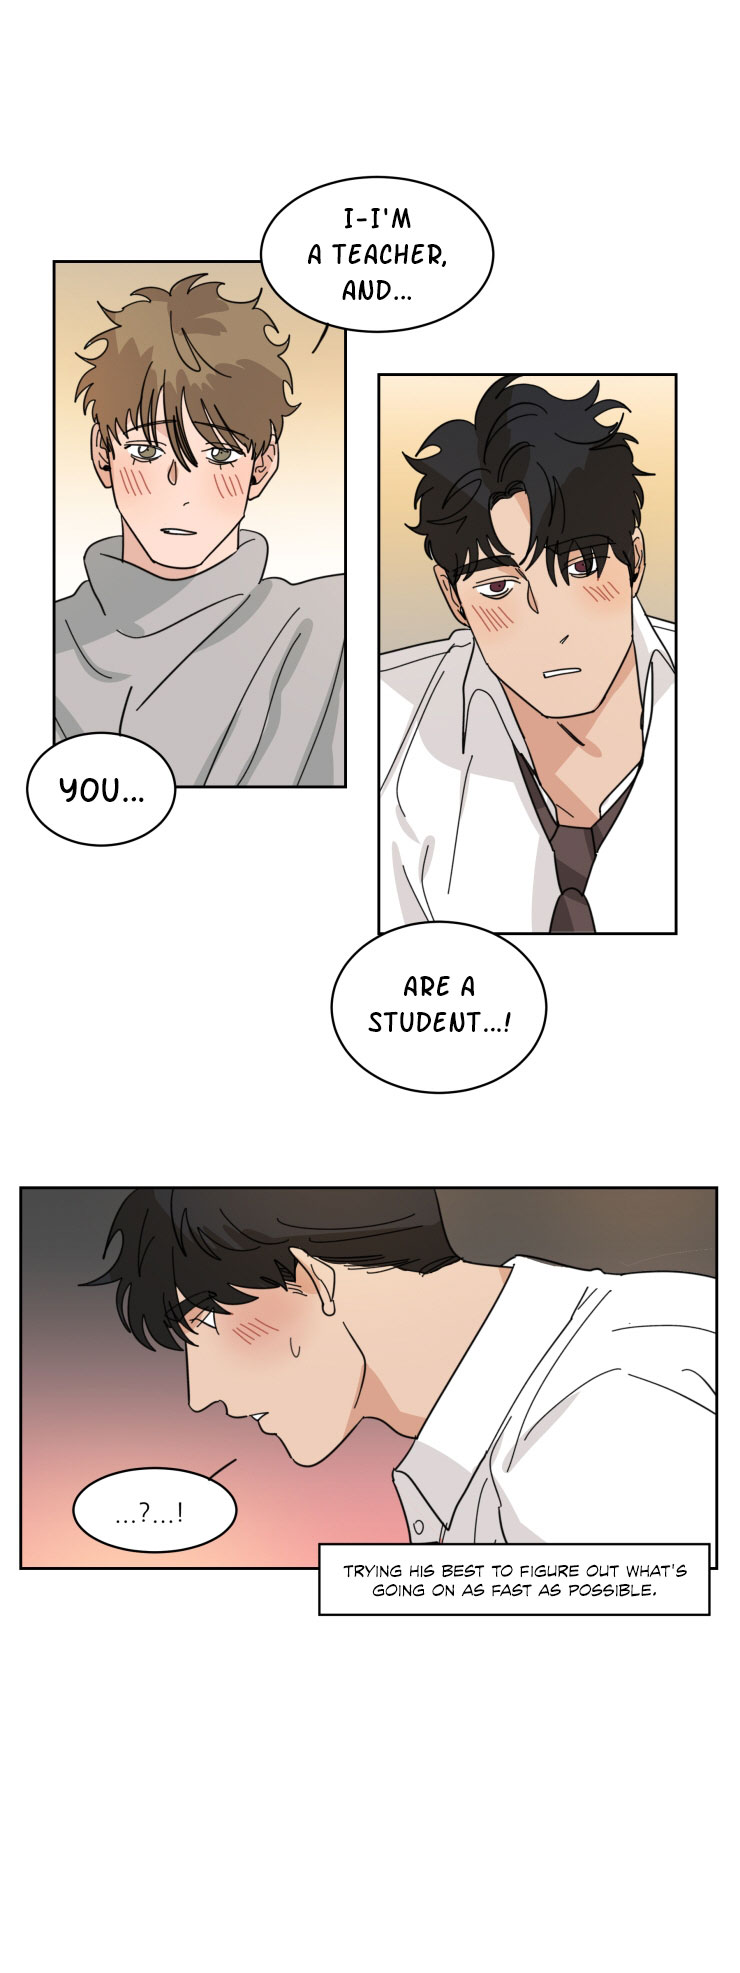 I-I'M
A TEACHER,
AND...
YOU...
ARE A
STUDENT...!
...?...!
TRYING HIS BEST TO FIGURE OUT WHAT'S
GOING ON AS FAST AS POSSIBLE.